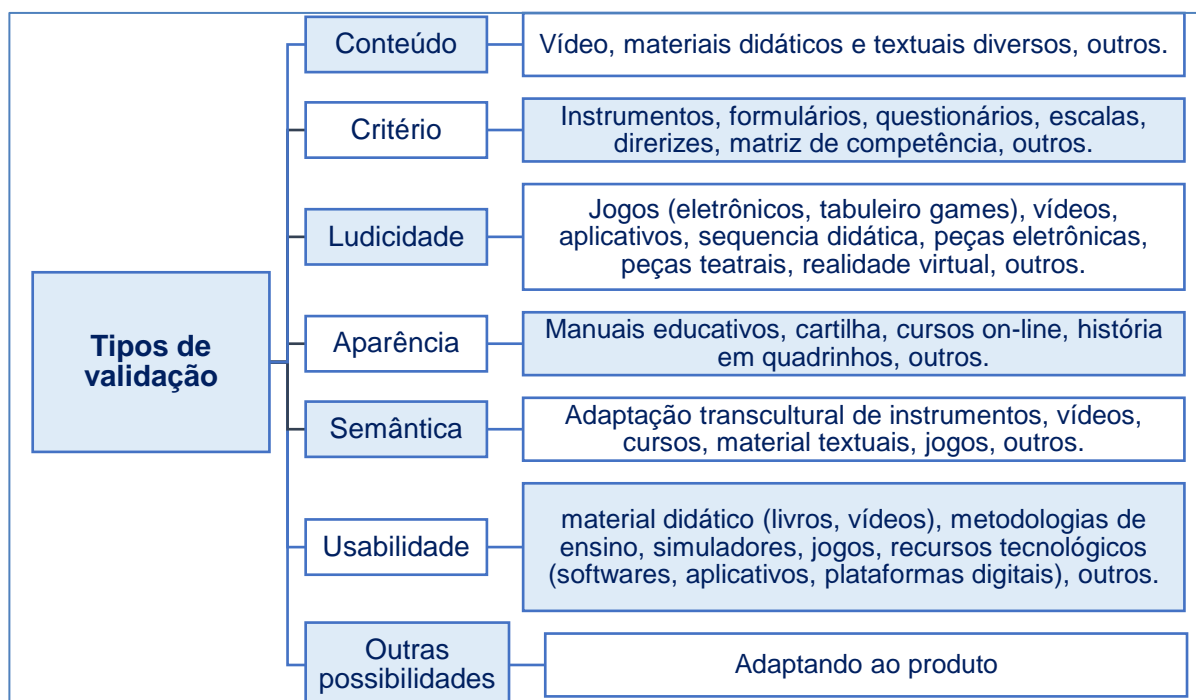 Tipos de
validação
Conteúdo
Vídeo, materiais didáticos e textuais diversos, outros.
Critério
Instrumentos, formulários, questionários, escalas,
direrizes, matriz de competência, outros.
Ludicidade
Jogos (eletrônicos, tabuleiro games), vídeos,
aplicativos, sequencia didática, peças eletrônicas,
peças teatrais, realidade virtual, outros.
Aparência
Manuais educativos, cartilha, cursos on-line, história
em quadrinhos, outros.
Semântica
Adaptação transcultural de instrumentos, vídeos,
cursos, material textuais, jogos, outros.
Usabilidade
material didático (livros, vídeos), metodologias de
ensino, simuladores, jogos, recursos tecnológicos
(softwares, aplicativos, plataformas digitais), outros.
Outras
possibilidades
Adaptando ao produto